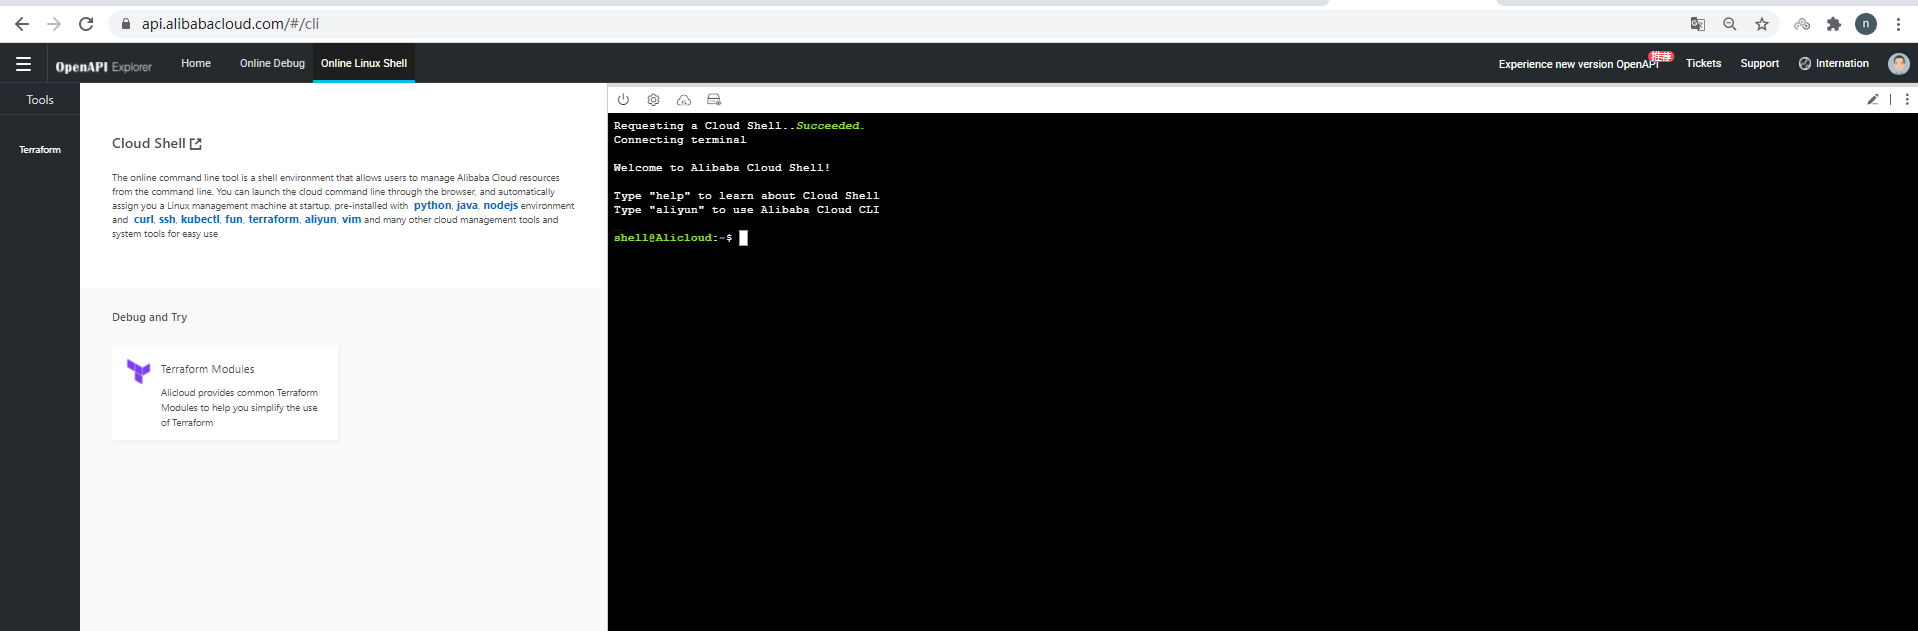 api.alibabacloud.com/#/cli
n
OpenAPI Explorer
Home
Online Debug
Online Linux Shell
Experience new version OpenAPI
推荐
Tickets
Support
Internation
Tools
Terraform
Cloud Shell
The online command line tool is a shell environment that allows users to manage Alibaba Cloud resources
from the command line. You can launch the cloud command line through the browser, and automatically
assign you a Linux management machine at startup, pre-installed with python, java, nodejs environment
and curl, ssh, kubectl, fun, terraform, aliyun, vim and many other cloud management tools and
system tools for easy use
Debug and Try
Terraform Modules
Alicloud provides common Terraform
Modules to help you simplify the use
of Terraform
Requesting a Cloud Shell..Succeeded.
Connecting terminal
Welcome to Alibaba Cloud Shell!
Type "help" to learn about Cloud Shell
Type "aliyun" to use Alibaba Cloud CLI
shell@Alicloud:~$